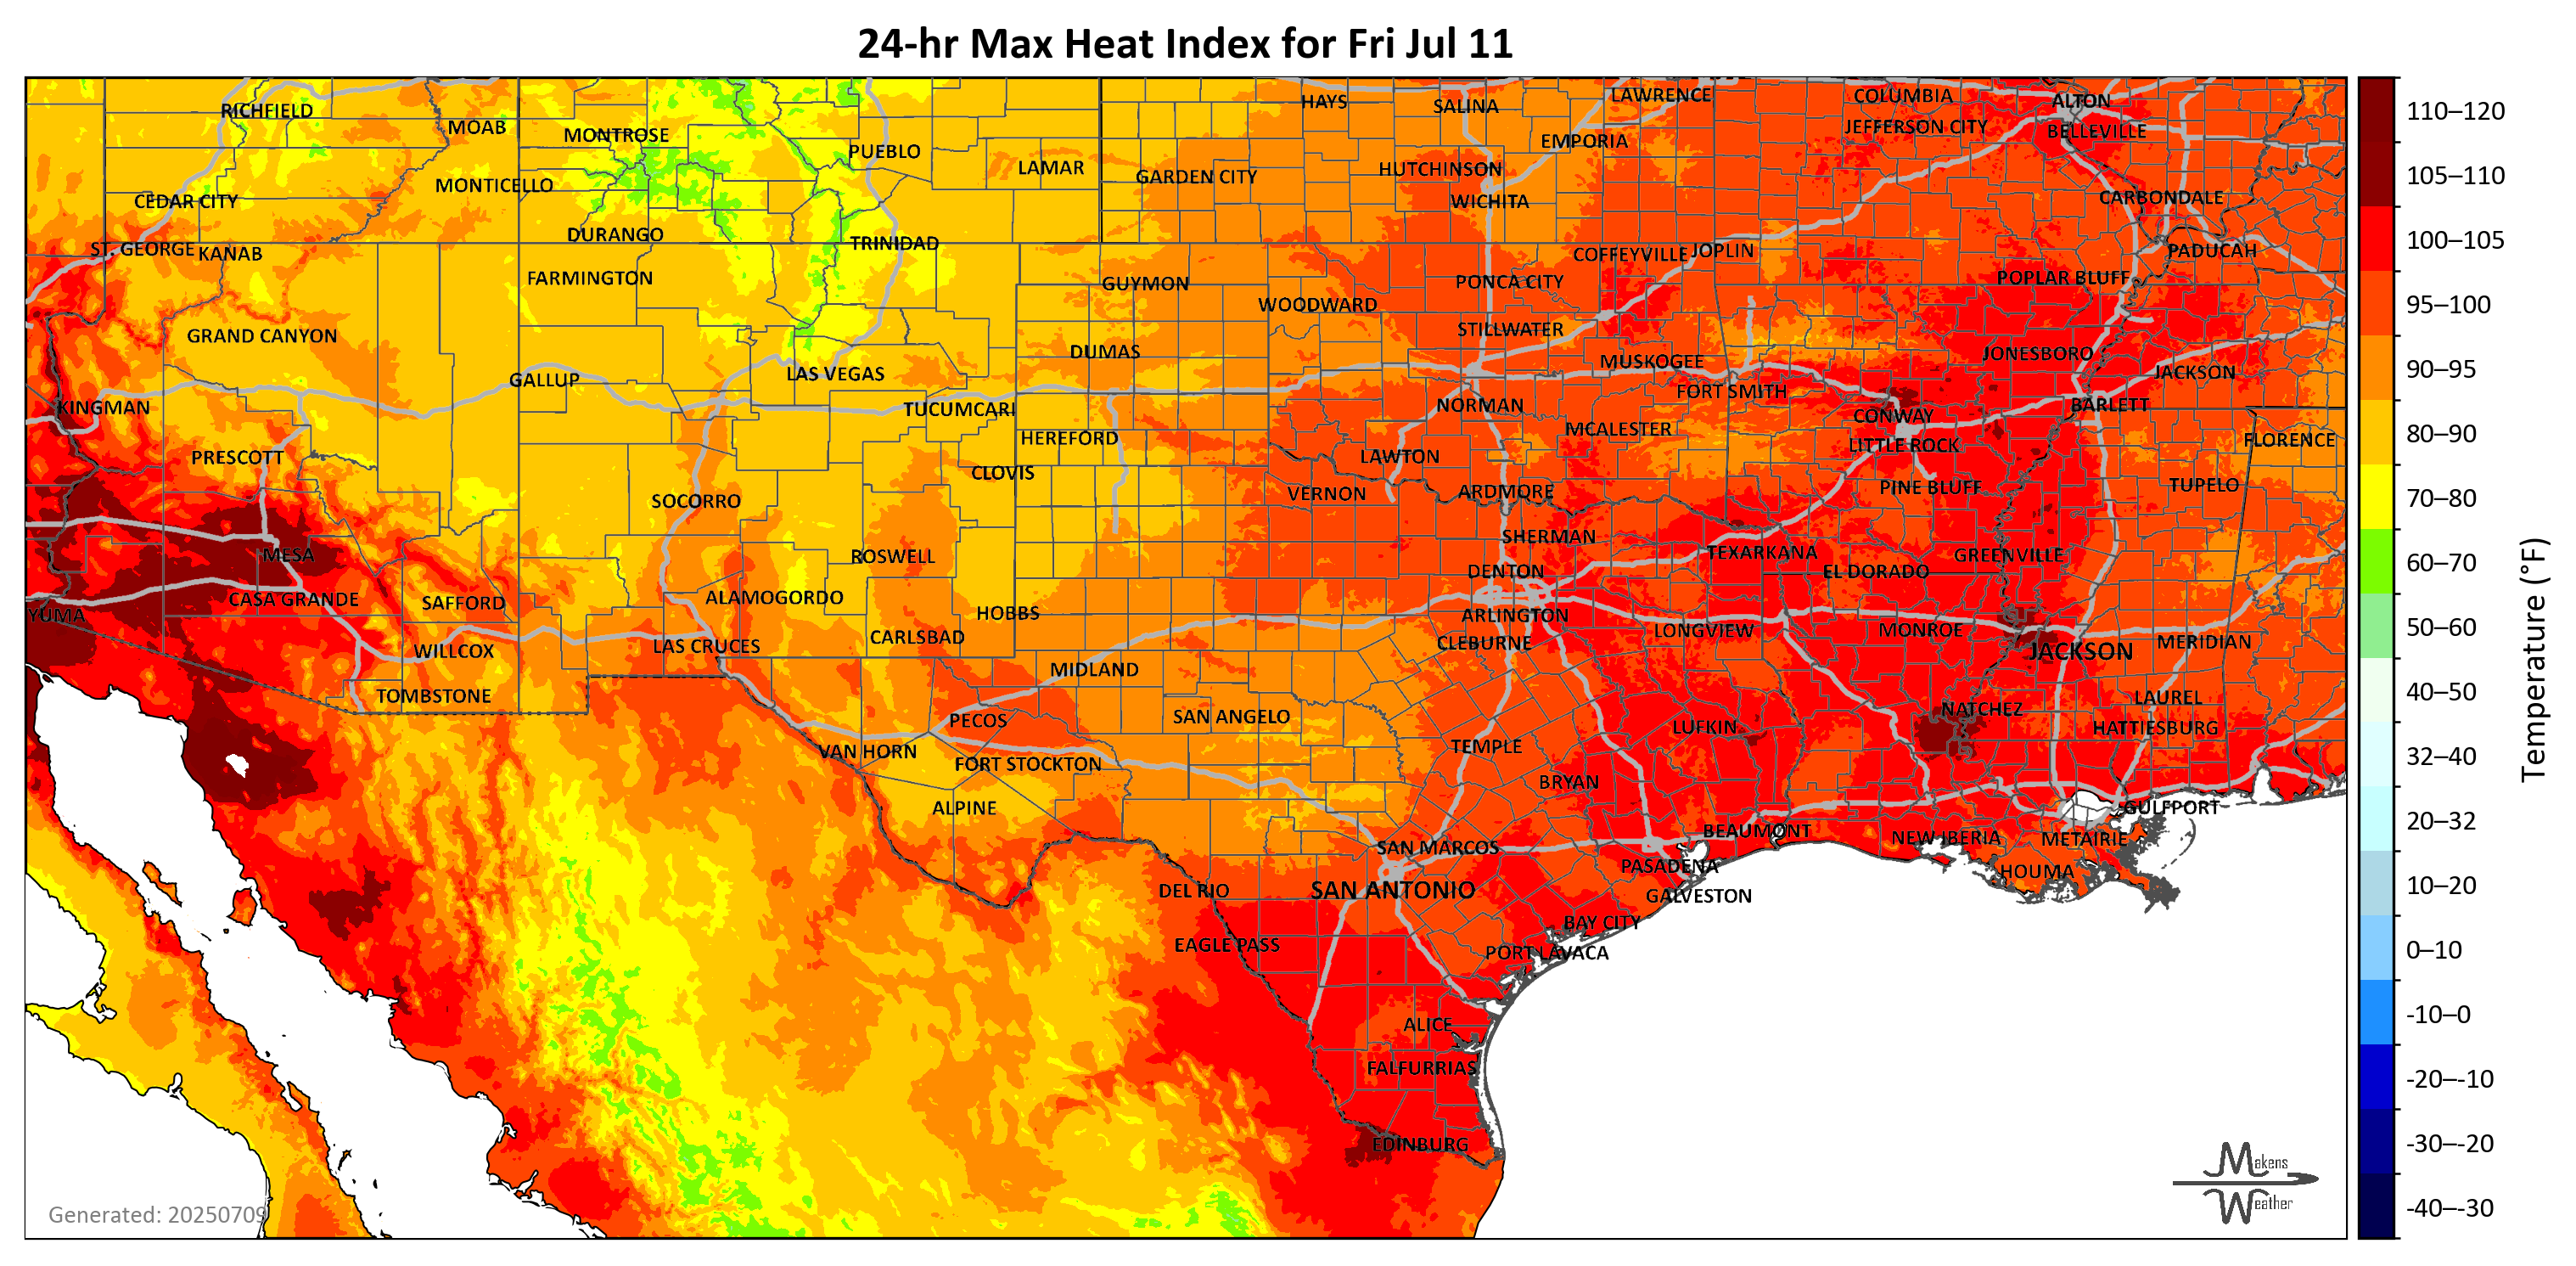 24-hr Max Heat Index for Fri Jul 11
RICHFIELD
MOAB
MONTROSE
PUEBLO
LAMAR
GARDEN CITY
HAYS
SALINA
LAWRENCE
EMPORIA
HUTCHINSON
WICHITA
COLUMBIA
JEFFERSON CITY
ALTON
BELLEVILLE
CARBONDALE
MONTICELLO
CEDAR CITY
DURANGO
TRINIDAD
ST. GEORGE
KANAB
FARMINGTON
GUYMON
WOODWARD
PONCA CITY
COFFEYVILLE
JOPLIN
POPLAR BLUFF
PADUCAH
GRAND CANYON
DUMAS
STILLWATER
MUSKOGEE
JONESBORO
JACKSON
GALLUP
LAS VEGAS
FORT SMITH
KINGMAN
TUCUMCARI
NORMAN
CONWAY
BARLETT
HEREFORD
MCALESTER
LITTLE ROCK
FLORENCE
PRESCOTT
CLOVIS
LAWTON
VERNON
ARDMORE
PINE BLUFF
TUPELO
SOCORRO
SHERMAN
MESA
ROSWELL
TEXARKANA
GREENVILLE
DENTON
EL DORADO
CASA GRANDE
SAFFORD
ALAMOGORDO
HOBBS
YUMA
ARLINGTON
LONGVIEW
MONROE
WILLCOX
LAS CRUCES
CARLSBAD
CLEBURNE
JACKSON
MERIDIAN
MIDLAND
TOMBSTONE
LAUREL
NATCHEZ
PECOS
SAN ANGELO
LUFKIN
HATTIESBURG
VAN HORN
TEMPLE
FORT STOCKTON
BRYAN
ALPINE
GULFPORT
BEAUMONT
NEW IBERIA
METAIRIE
SAN MARCOS
PASADENA
HOUMA
DEL RIO
SAN ANTONIO
GALVESTON
BAY CITY
EAGLE PASS
PORT LAVACA
ALICE
FALFURRIAS
EDINBURG
Generated: 20250709
Makens
Weather
110–120
105–110
100–105
95–100
90–95
80–90
70–80
60–70
50–60
40–50
32–40
20–32
10–20
0–10
-10–0
-20–-10
-30–-20
-40–-30
Temperature (°F)